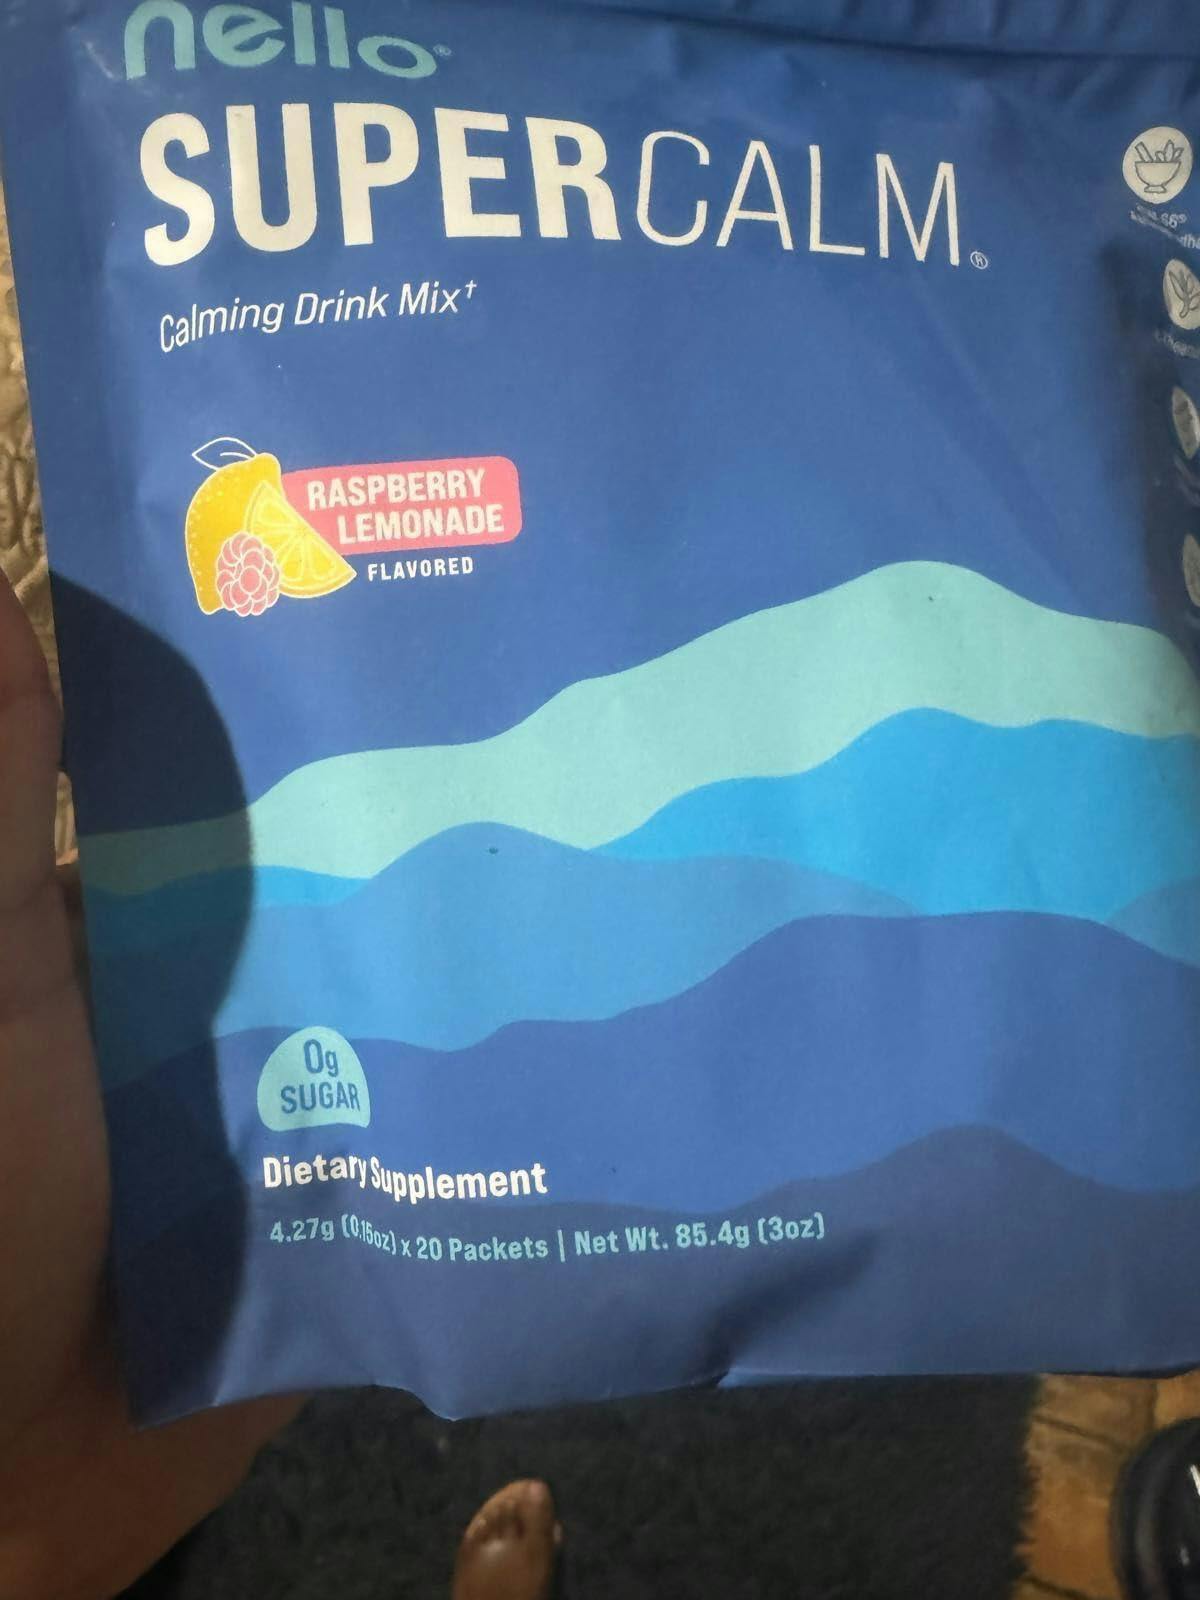 nello®
SUPERCALM®
Calming Drink Mix†
RASPBERRY
LEMONADE
FLAVORED
0g
SUGAR
Dietary Supplement
4.27g (0.15oz) x 20 Packets | Net Wt. 85.4g (3oz)